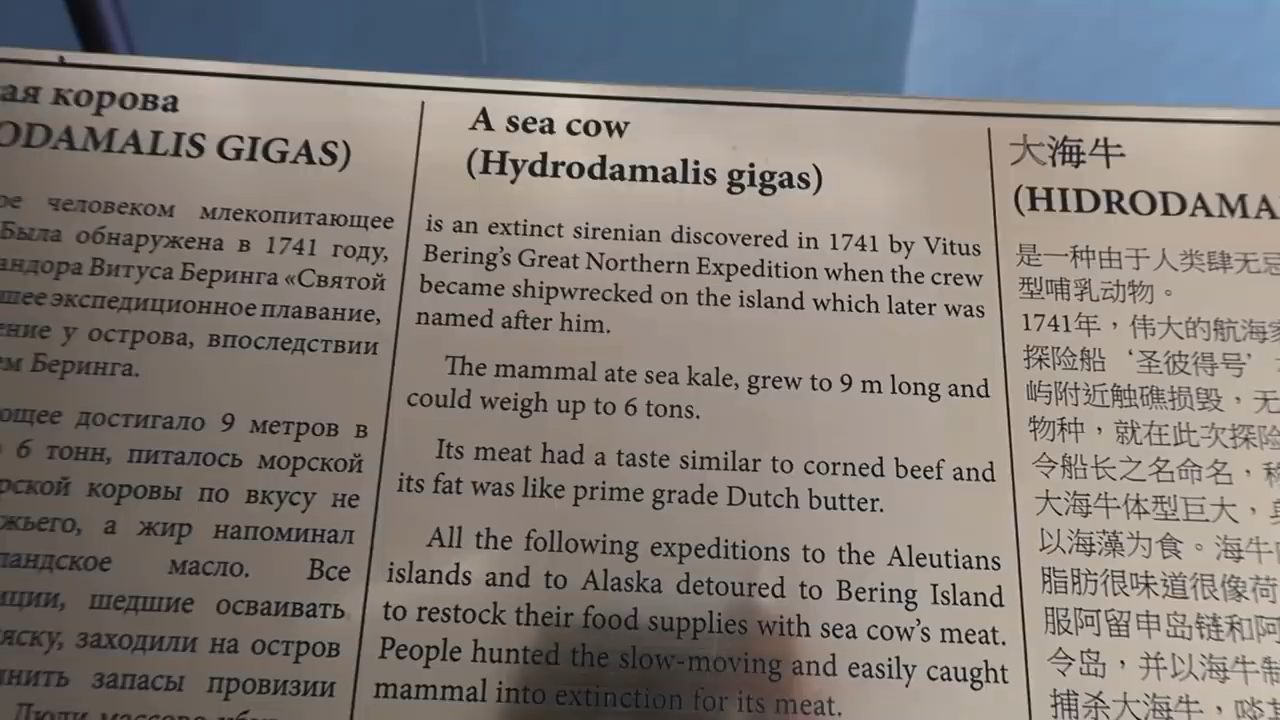 ая корова
ODAMALIS GIGAS)
ое человеком млекопитающее
Была обнаружена в 1741 году,
андора Витуса Беринга «Святой
шее экспедиционное плавание,
ение у острова, впоследствии
ем Беринга.
ющее достигало 9 метров в
6 тонн, питалось морской
рской коровы по вкусу не
жьего, а жир напоминал
ландское масло. Все
иции, шедшие осваивать
яску, заходили на остров
лнить запасы провизии
A sea cow
(Hydrodamalis gigas)
is an extinct sirenian discovered in 1741 by Vitus
Bering's Great Northern Expedition when the crew
became shipwrecked on the island which later was
named after him.
The mammal ate sea kale, grew to 9 m long and
could weigh up to 6 tons.
Its meat had a taste similar to corned beef and
its fat was like prime grade Dutch butter.
All the following expeditions to the Aleutians
islands and to Alaska detoured to Bering Island
to restock their food supplies with sea cow's meat.
People hunted the slow-moving and easily caught
mammal into extinction for its meat.
大海牛
(HIDRODAMA
是一种由于人类肆无忌
型哺乳动物。
1741年，伟大的航海家
探险船‘圣彼得号’
屿附近触礁损毁，无
物种，就在此次探险
令船长之名命名，
大海牛体型巨大，
以海藻为食。海牛
脂肪很味道很像荷
服阿留申岛链和阿
令岛，并以海牛制
捕杀大海牛，